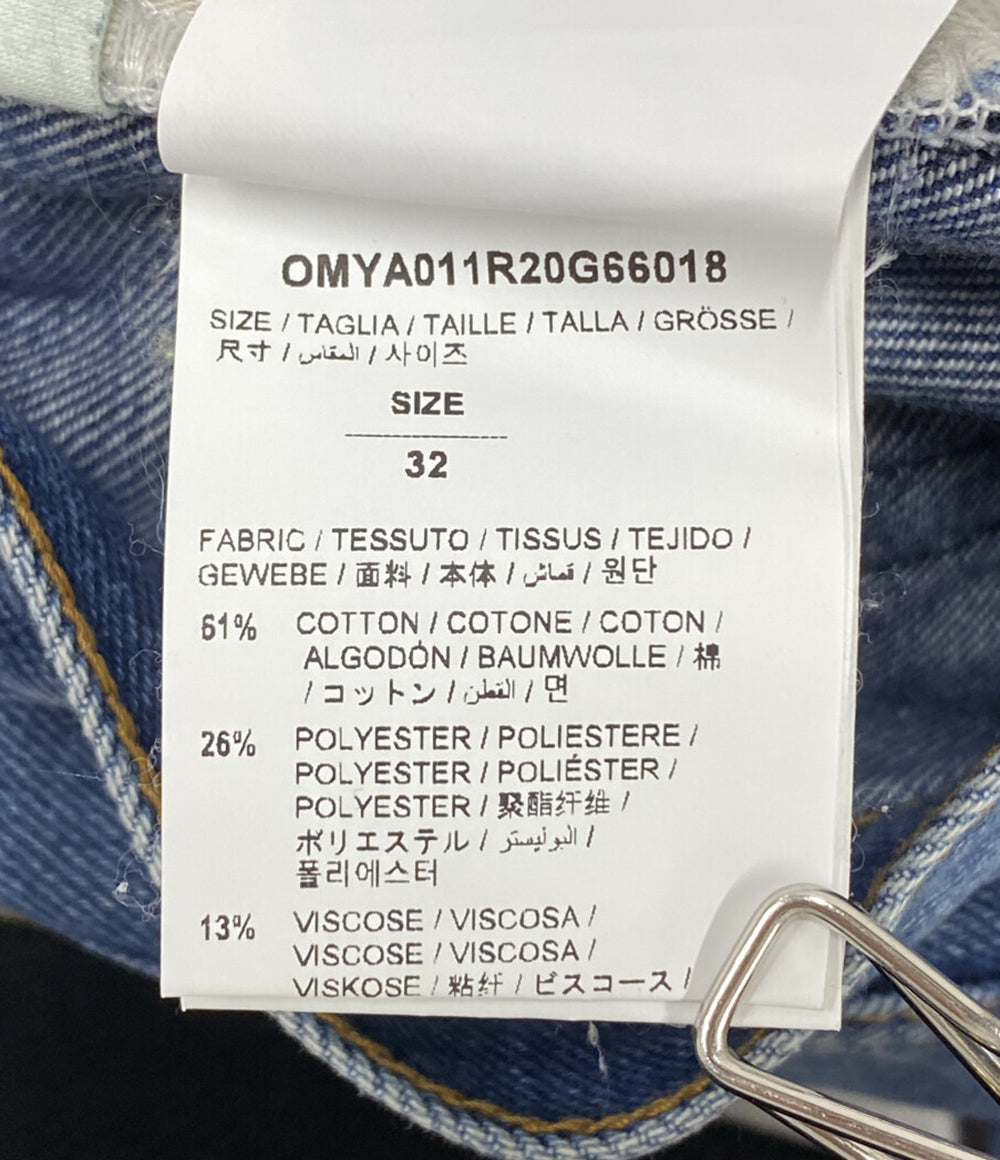 OMYA011R20G66018
SIZE / TAGLIA / TAILLE / TALLA / GRÖSSE /
尺寸 / المقاس / 사이즈
SIZE
32
FABRIC / TESSUTO / TISSUS / TEJIDO /
GEWEBE / 面料 / 本体 / قماش / 원단
61% COTTON / COTONE / COTON /
ALGODÓN / BAUMWOLLE / 棉
/ コットン / القطن / 면
26% POLYESTER / POLIESTERE /
POLYESTER / POLIÉSTER /
POLYESTER / 聚酯纤维 /
ポリエステル / البوليستر /
폴리에스터
13% VISCOSE / VISCOSA /
VISCOSE / VISCOSA /
VISKOSE / 粘纤 / ビスコース /